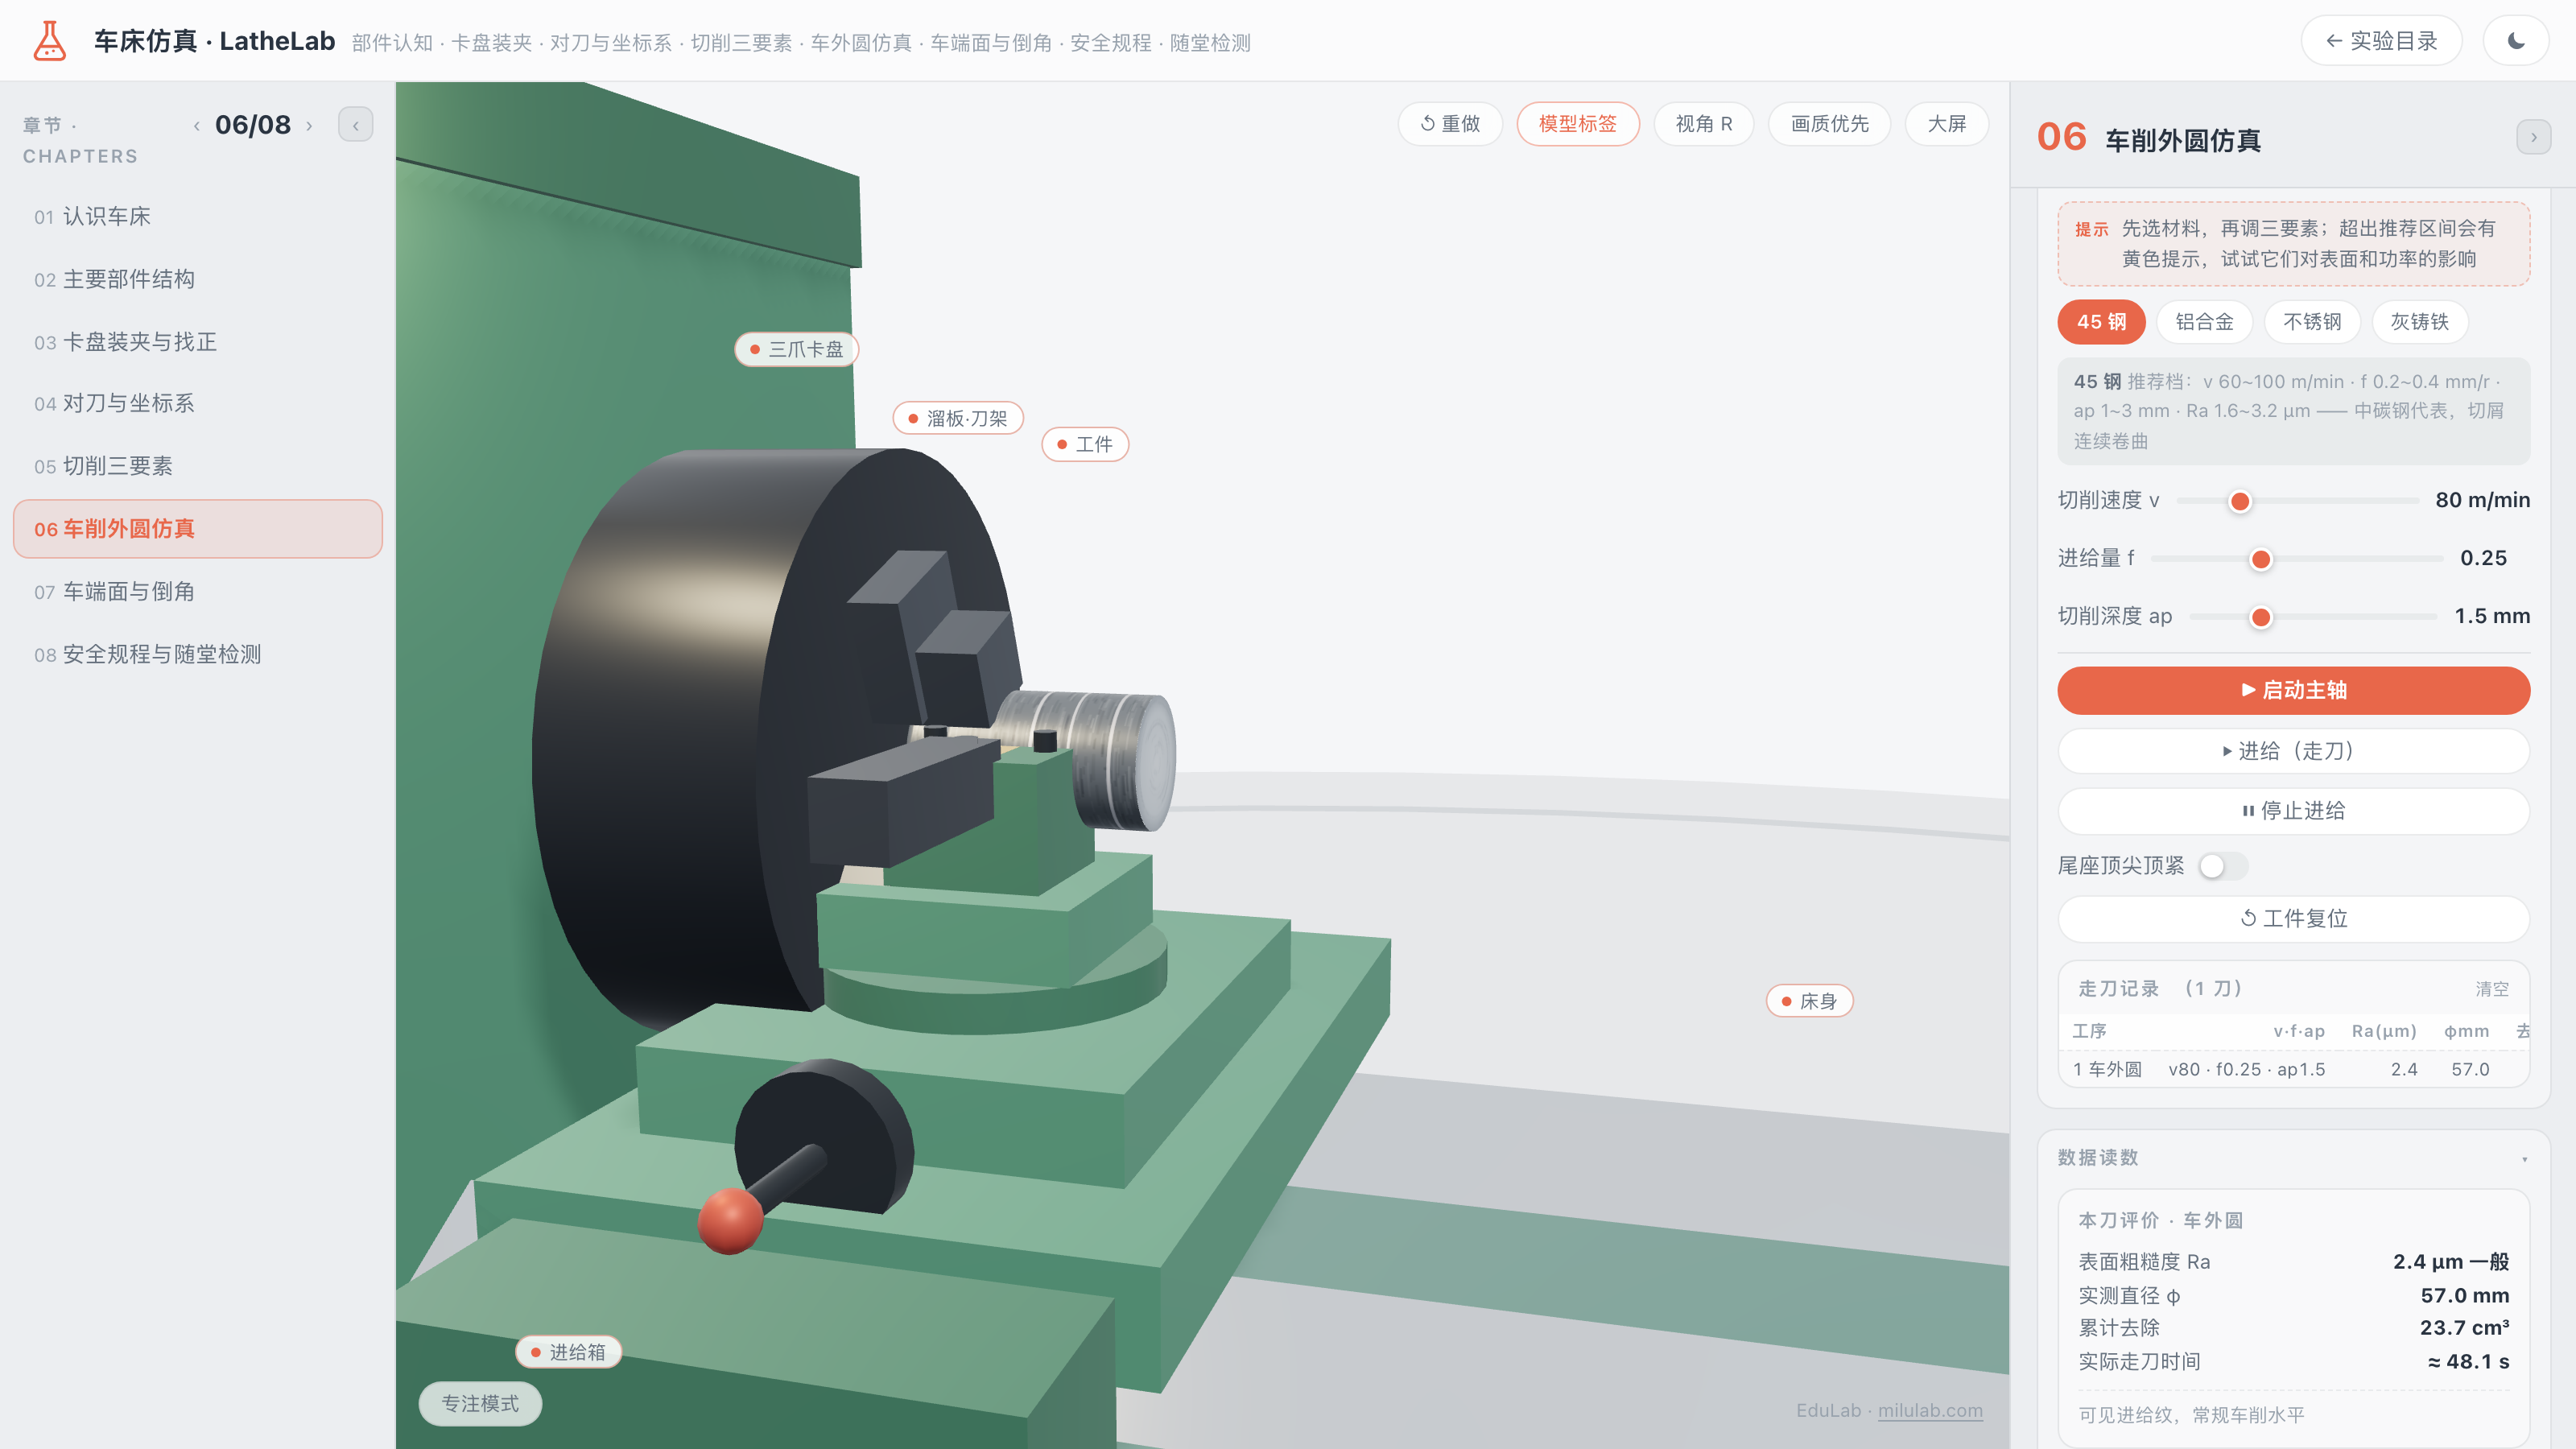 车床仿真 · LatheLab
部件认知 · 卡盘装夹 · 对刀与坐标系 · 切削三要素 · 车外圆仿真 · 车端面与倒角 · 安全规程 · 随堂检测
← 实验目录
章节 ·
CHAPTERS
‹ 06/08 ›
01 认识车床
02 主要部件结构
03 卡盘装夹与找正
04 对刀与坐标系
05 切削三要素
06 车削外圆仿真
07 车端面与倒角
08 安全规程与随堂检测
重做
模型标签
视角 R
画质优先
大屏
三爪卡盘
溜板·刀架
工件
床身
进给箱
专注模式
EduLab · milulab.com
06 车削外圆仿真
提示 先选材料，再调三要素；超出推荐区间会有
黄色提示，试试它们对表面和功率的影响
45 钢
铝合金
不锈钢
灰铸铁
45 钢 推荐档：v 60~100 m/min · f 0.2~0.4 mm/r ·
ap 1~3 mm · Ra 1.6~3.2 μm —— 中碳钢代表，切屑
连续卷曲
切削速度 v 80 m/min
进给量 f 0.25
切削深度 ap 1.5 mm
启动主轴
进给（走刀）
停止进给
尾座顶尖顶紧
工件复位
走刀记录 （1 刀） 清空
工序 v·f·ap Ra(μm) φmm
1 车外圆 v80 · f0.25 · ap1.5 2.4 57.0
数据读数
本刀评价 · 车外圆
表面粗糙度 Ra 2.4 μm 一般
实测直径 φ 57.0 mm
累计去除 23.7 cm³
实际走刀时间 ≈ 48.1 s
可见进给纹，常规车削水平